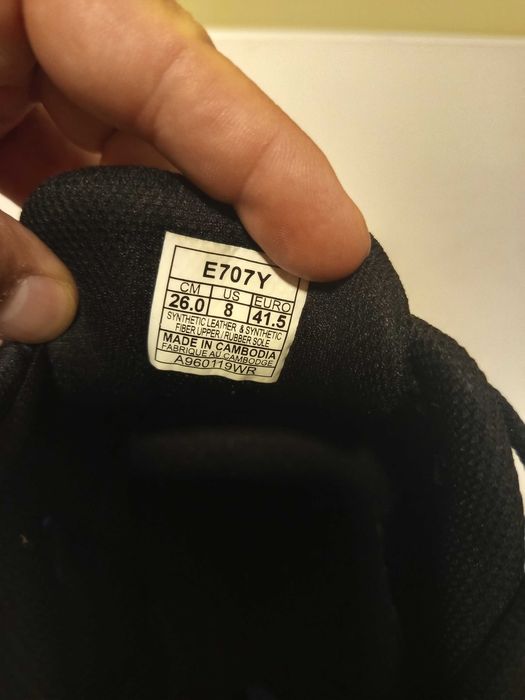 E707Y
CM US EURO
26.0 8 41.5
SYNTHETIC LEATHER & SYNTHETIC
FIBER UPPER / RUBBER SOLE
MADE IN CAMBODIA
FABRIQUE AU CAMBODGE
A960119WR